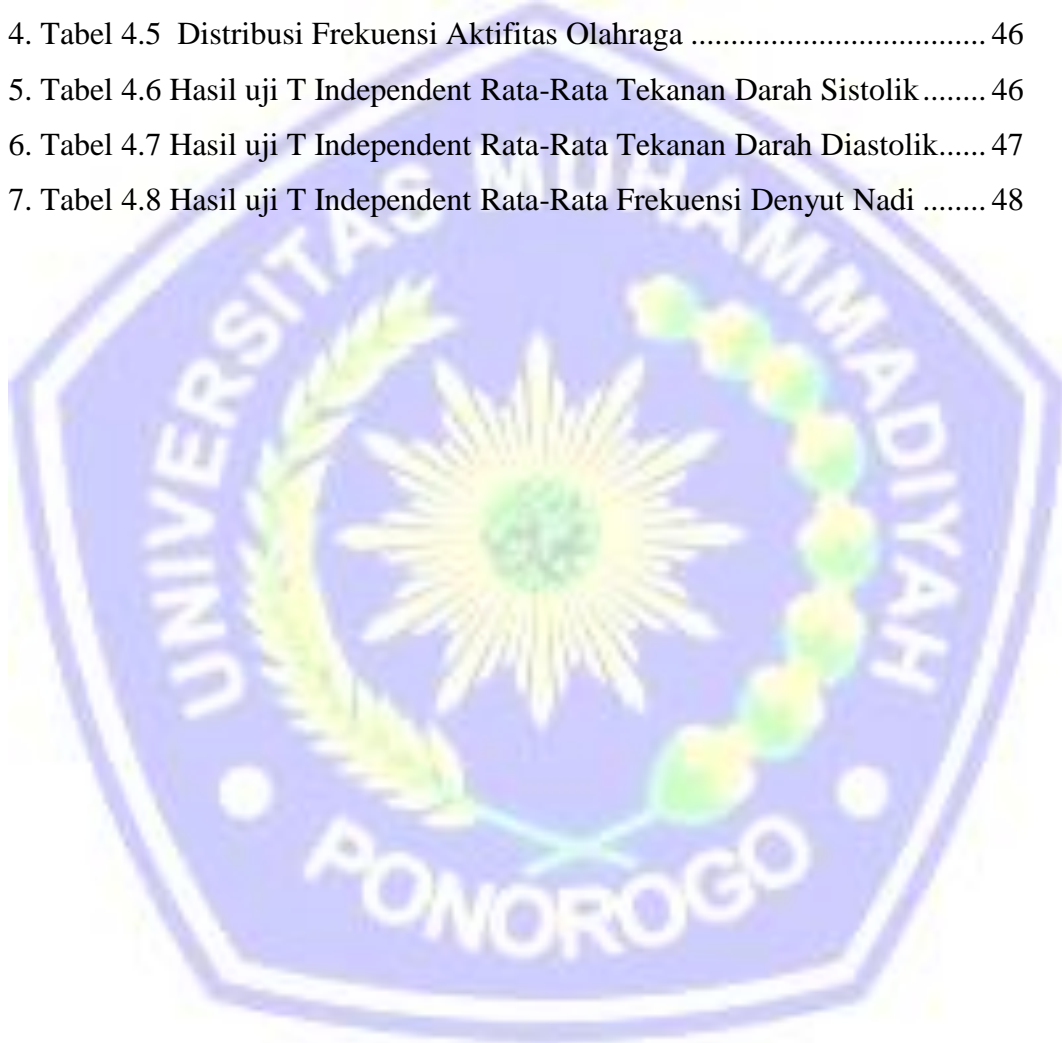 4. Tabel 4.5  Distribusi Frekuensi Aktifitas Olahraga ..................................... 46
5. Tabel 4.6 Hasil uji T Independent Rata-Rata Tekanan Darah Sistolik ........ 46
6. Tabel 4.7 Hasil uji T Independent Rata-Rata Tekanan Darah Diastolik...... 47
7. Tabel 4.8 Hasil uji T Independent Rata-Rata Frekuensi Denyut Nadi ........ 48
UNIVERSITAS MUHAMMADIYAH
PONOROGO